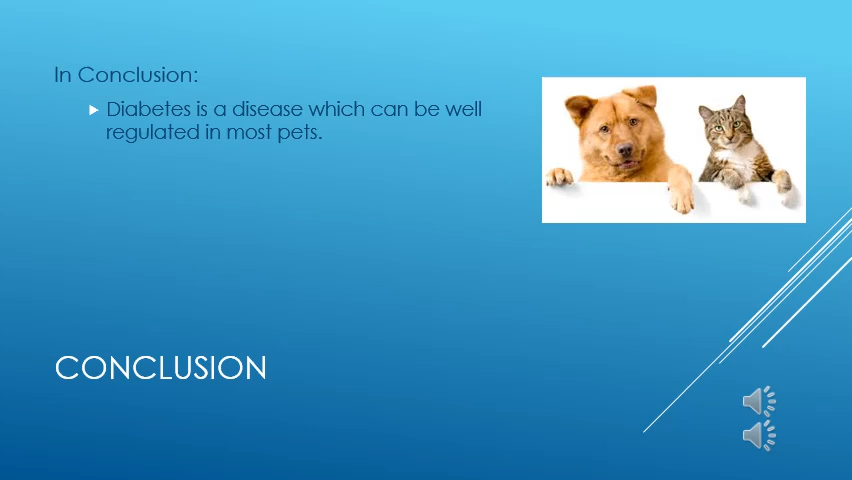 In Conclusion:
Diabetes is a disease which can be well
regulated in most pets.
CONCLUSION